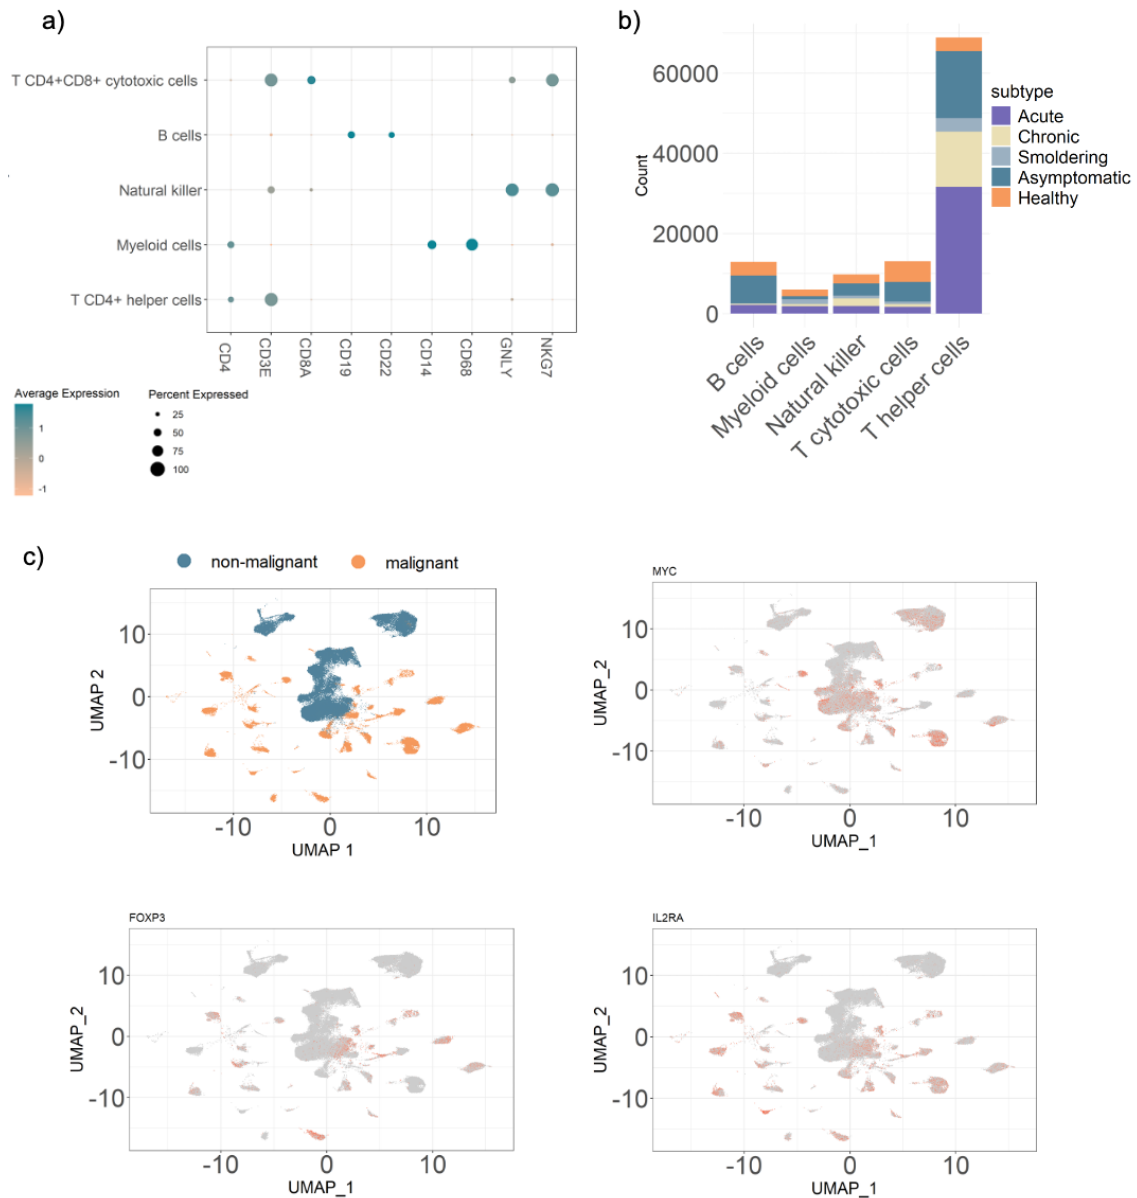 a)
T CD4+CD8+ cytotoxic cells
B cells
Natural killer
Myeloid cells
T CD4+ helper cells
CD4
CD3E
CD8A
CD19
CD22
CD14
CD68
GNLY
NKG7
Average Expression
1
0
-1
Percent Expressed
25
50
75
100
b)
60000
40000
20000
0
Count
B cells
Myeloid cells
Natural killer
T cytotoxic cells
T helper cells
subtype
Acute
Chronic
Smoldering
Asymptomatic
Healthy
c)
non-malignant
malignant
10
0
-10
UMAP 2
-10
0
10
UMAP 1
MYC
10
0
-10
UMAP_2
-10
0
10
UMAP_1
FOXP3
10
0
-10
UMAP_2
-10
0
10
UMAP_1
IL2RA
10
0
-10
UMAP_2
-10
0
10
UMAP_1